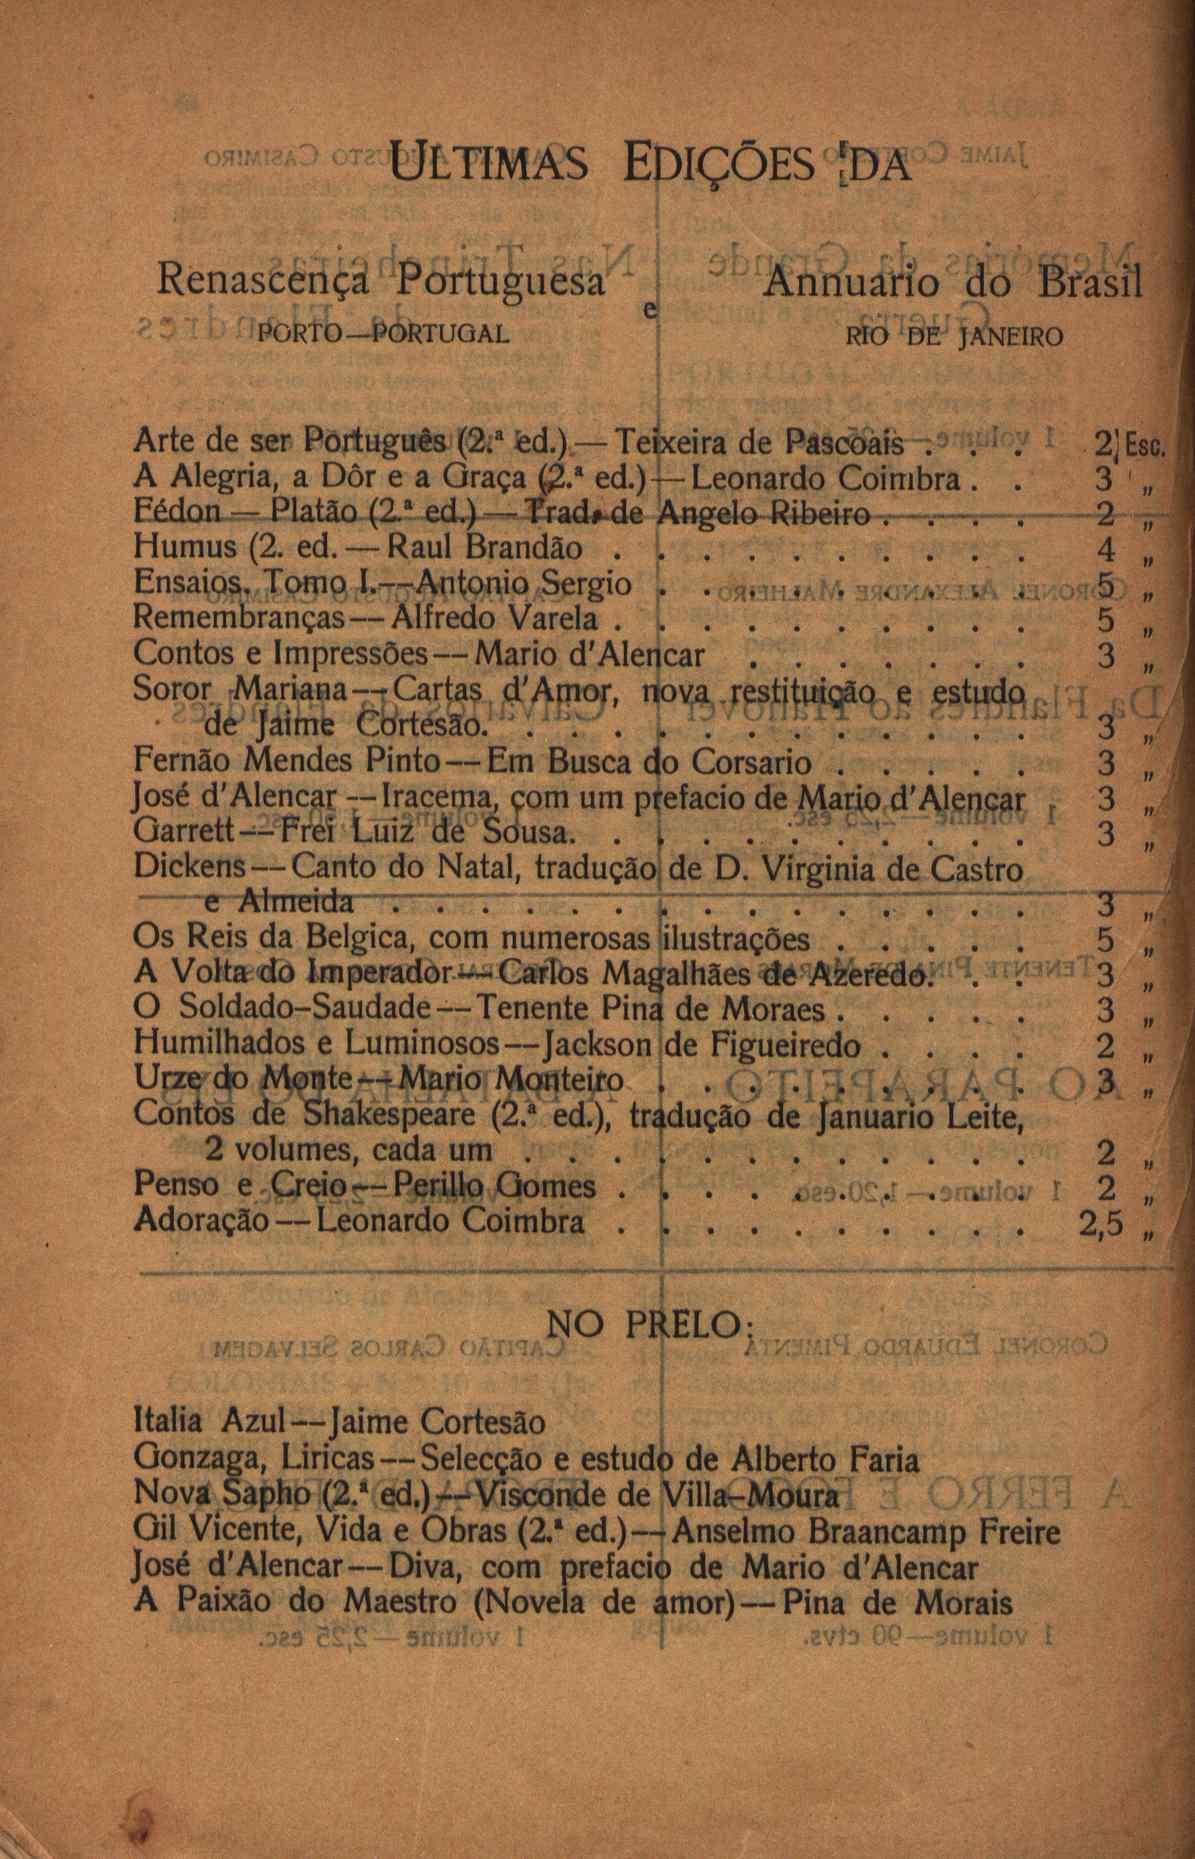 ULTIMAS EDIÇÕES DA
Renascença Portuguesa e Annuario do Brasil
PORTO—PORTUGAL RIO DE JANEIRO
Arte de ser Português (2.ª ed.) — Teixeira de Pascoais . . . 2 Esc.
A Alegria, a Dôr e a Graça (2.ª ed.) — Leonardo Coimbra . . 3 „
Fédon — Platão (2.ª ed.) — Trad. de Angelo Ribeiro . . . . 2 „
Humus (2. ed. — Raul Brandão . . . . . . . . . . 4 „
Ensaios, Tomo I.—Antonio Sergio . . . . . . . . . 5 „
Remembranças — Alfredo Varela . . . . . . . . . . 5 „
Contos e Impressões — Mario d'Alencar . . . . . . . 3 „
Soror Mariana — Cartas d'Amor, nova restituição e estudo
de Jaime Cortesão. . . . . . . . . . . . . 3 „
Fernão Mendes Pinto — Em Busca do Corsario . . . . . 3 „
José d'Alencar — Iracema, com um prefacio de Mario d'Alencar . 3 „
Garrett — Frei Luiz de Sousa. . . . . . . . . . . 3 „
Dickens — Canto do Natal, tradução de D. Virginia de Castro
e Almeida . . . . . . . . . . . . . . . 3 „
Os Reis da Belgica, com numerosas ilustrações . . . . . 5 „
A Volta do Imperador — Carlos Magalhães de Azeredo. . . 3 „
O Soldado-Saudade — Tenente Pina de Moraes . . . . . 3 „
Humilhados e Luminosos — Jackson de Figueiredo . . . . 2 „
Urze do Monte — Mario Monteiro . . . . . . . . . 3 „
Contos de Shakespeare (2.ª ed.), tradução de Januario Leite,
2 volumes, cada um . . . . . . . . . . . . 2 „
Penso e Creio — Perillo Gomes . . . . . . . . . . 2 „
Adoração — Leonardo Coimbra . . . . . . . . . . 2,5 „
NO PRELO:
Italia Azul — Jaime Cortesão
Gonzaga, Liricas — Selecção e estudo de Alberto Faria
Nova Sapho (2.ª ed.) — Visconde de Villa-Moura
Gil Vicente, Vida e Obras (2.ª ed.) — Anselmo Braancamp Freire
José d'Alencar — Diva, com prefacio de Mario d'Alencar
A Paixão do Maestro (Novela de amor) — Pina de Morais